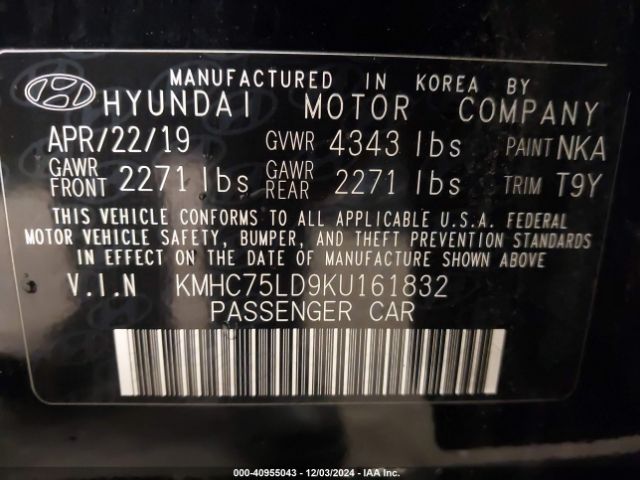 MANUFACTURED IN KOREA BY
HYUNDAI MOTOR COMPANY
APR/22/19 GVWR 4343 lbs PAINT NKA
GAWR FRONT 2271 lbs GAWR REAR 2271 lbs TRIM T9Y
THIS VEHICLE CONFORMS TO ALL APPLICABLE U.S.A. FEDERAL
MOTOR VEHICLE SAFETY, BUMPER, AND THEFT PREVENTION STANDARDS
IN EFFECT ON THE DATE OF MANUFACTURE SHOWN ABOVE.
V.I.N KMHC75LD9KU161832
PASSENGER CAR
000-40955043 - 12/03/2024 - IAA Inc.